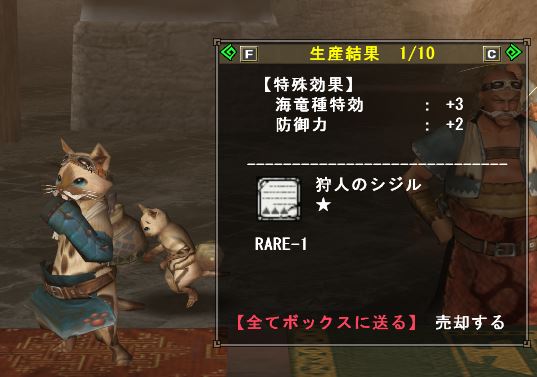 F 生産結果 1/10 C
【特殊効果】
海竜種特効 : +3
防御力 : +2
狩人のシジル
★
RARE-1
【全てボックスに送る】 売却する